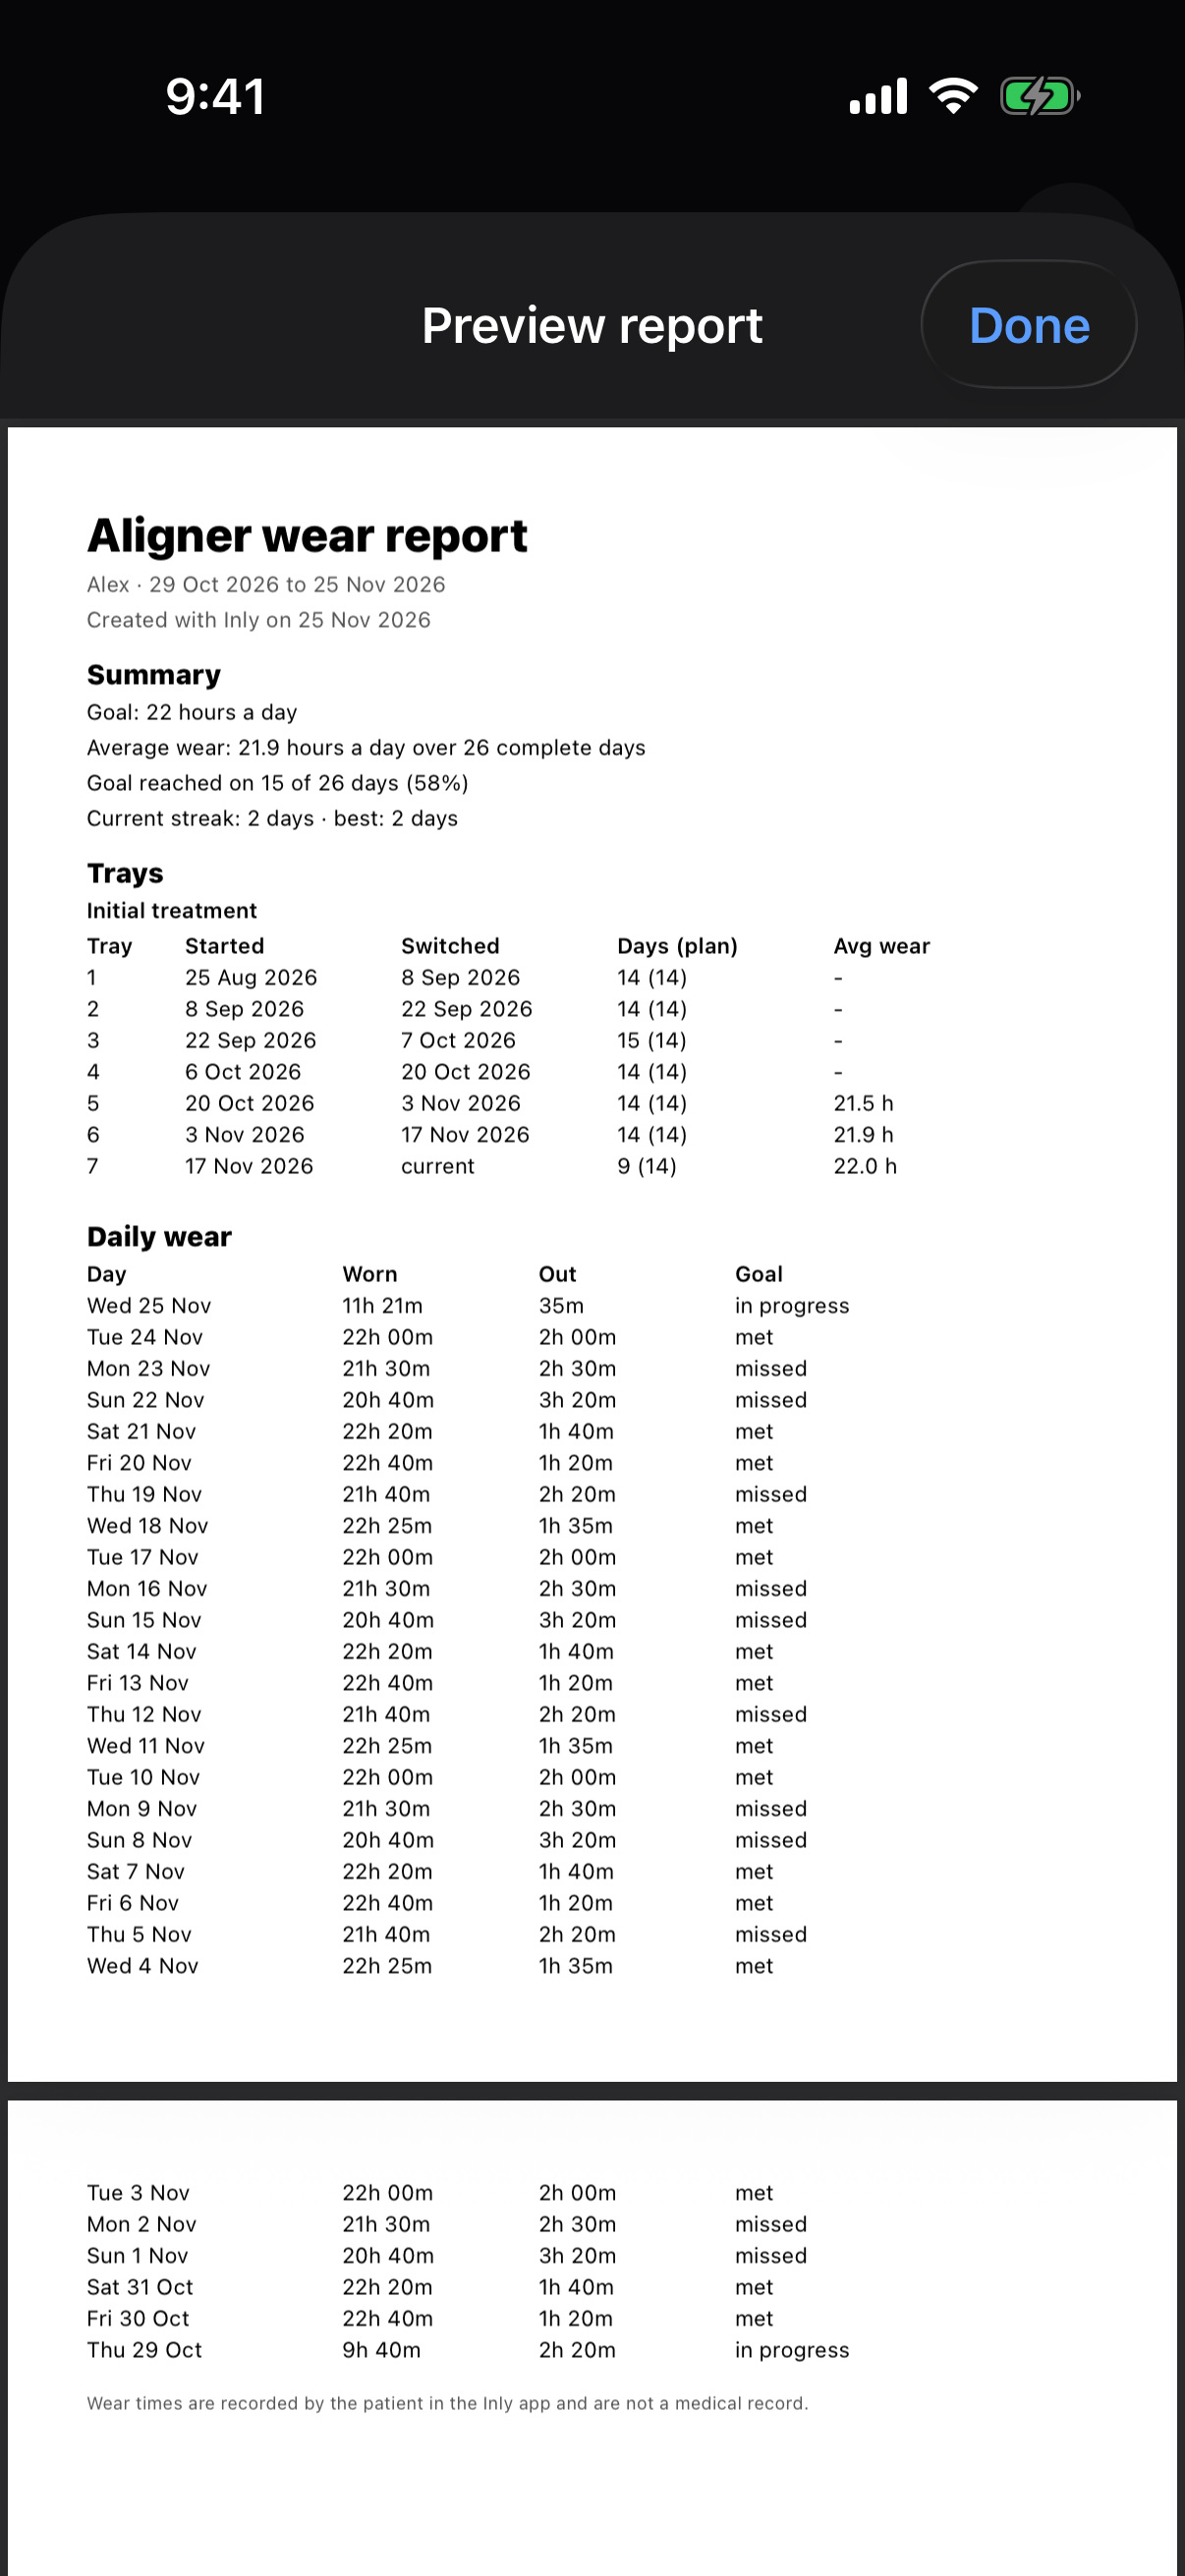 9:41
Preview report
Done
Aligner wear report
Alex · 29 Oct 2026 to 25 Nov 2026
Created with Inly on 25 Nov 2026
Summary
Goal: 22 hours a day
Average wear: 21.9 hours a day over 26 complete days
Goal reached on 15 of 26 days (58%)
Current streak: 2 days · best: 2 days
Trays
Initial treatment
Tray Started Switched Days (plan) Avg wear
1 25 Aug 2026 8 Sep 2026 14 (14) -
2 8 Sep 2026 22 Sep 2026 14 (14) -
3 22 Sep 2026 7 Oct 2026 15 (14) -
4 6 Oct 2026 20 Oct 2026 14 (14) -
5 20 Oct 2026 3 Nov 2026 14 (14) 21.5 h
6 3 Nov 2026 17 Nov 2026 14 (14) 21.9 h
7 17 Nov 2026 current 9 (14) 22.0 h
Daily wear
Day Worn Out Goal
Wed 25 Nov 11h 21m 35m in progress
Tue 24 Nov 22h 00m 2h 00m met
Mon 23 Nov 21h 30m 2h 30m missed
Sun 22 Nov 20h 40m 3h 20m missed
Sat 21 Nov 22h 20m 1h 40m met
Fri 20 Nov 22h 40m 1h 20m met
Thu 19 Nov 21h 40m 2h 20m missed
Wed 18 Nov 22h 25m 1h 35m met
Tue 17 Nov 22h 00m 2h 00m met
Mon 16 Nov 21h 30m 2h 30m missed
Sun 15 Nov 20h 40m 3h 20m missed
Sat 14 Nov 22h 20m 1h 40m met
Fri 13 Nov 22h 40m 1h 20m met
Thu 12 Nov 21h 40m 2h 20m missed
Wed 11 Nov 22h 25m 1h 35m met
Tue 10 Nov 22h 00m 2h 00m met
Mon 9 Nov 21h 30m 2h 30m missed
Sun 8 Nov 20h 40m 3h 20m missed
Sat 7 Nov 22h 20m 1h 40m met
Fri 6 Nov 22h 40m 1h 20m met
Thu 5 Nov 21h 40m 2h 20m missed
Wed 4 Nov 22h 25m 1h 35m met
Tue 3 Nov 22h 00m 2h 00m met
Mon 2 Nov 21h 30m 2h 30m missed
Sun 1 Nov 20h 40m 3h 20m missed
Sat 31 Oct 22h 20m 1h 40m met
Fri 30 Oct 22h 40m 1h 20m met
Thu 29 Oct 9h 40m 2h 20m in progress
Wear times are recorded by the patient in the Inly app and are not a medical record.